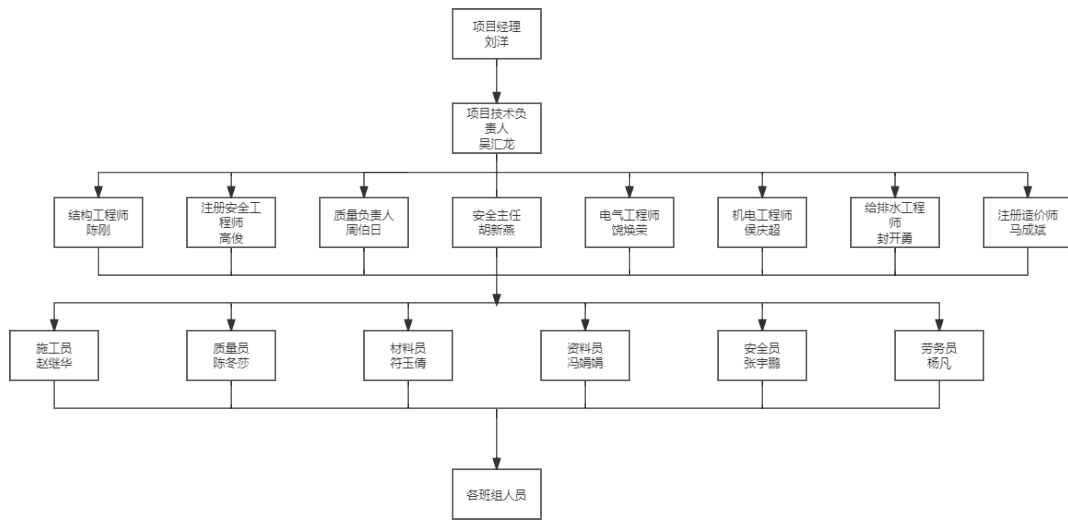 项目经理
刘洋
项目技术负
责人
吴汇龙
结构工程师
陈刚
注册安全工
程师
高俊
质量负责人
周伯日
安全主任
胡新燕
电气工程师
饶焕荣
机电工程师
侯庆超
给排水工程
师
封开勇
注册造价师
马成斌
施工员
赵继华
质量员
陈冬莎
材料员
符玉倩
资料员
冯娟娟
安全员
张宇鹏
劳务员
杨凡
各班组人员